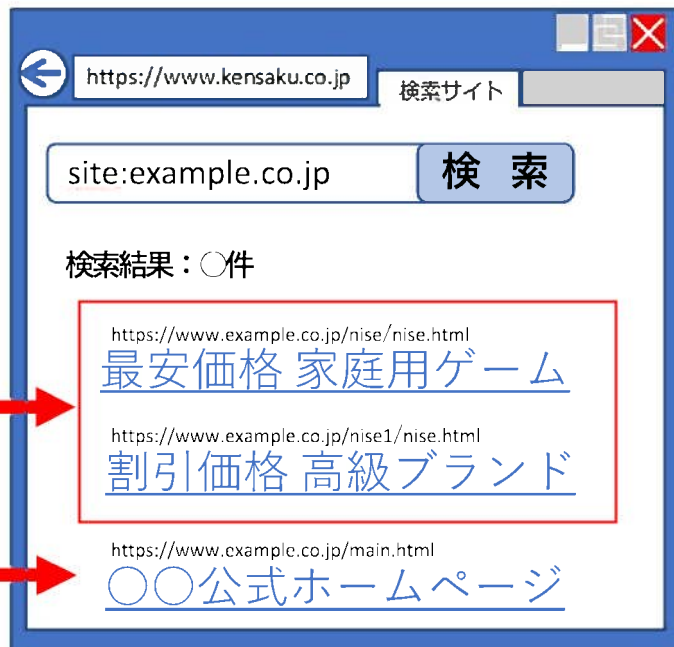 https://www.kensaku.co.jp
検索サイト
site:example.co.jp
検 索
検索結果：○件
https://www.example.co.jp/nise/nise.html
最安価格 家庭用ゲーム
https://www.example.co.jp/nise1/nise.html
割引価格 高級ブランド
https://www.example.co.jp/main.html
○○公式ホームページ